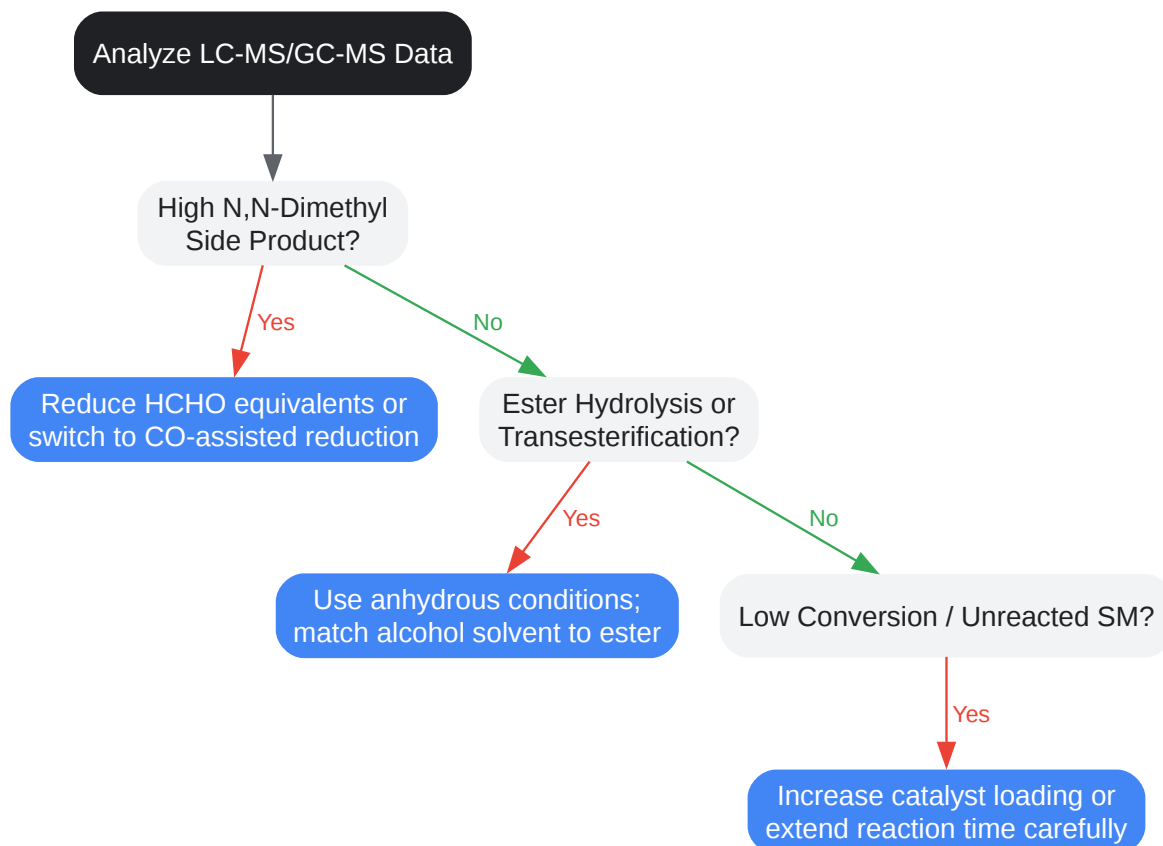 Analyze LC-MS/GC-MS Data
High N,N-Dimethyl
Side Product?
Yes
No
Reduce HCHO equivalents or
switch to CO-assisted reduction
Ester Hydrolysis or
Transesterification?
Yes
No
Use anhydrous conditions;
match alcohol solvent to ester
Low Conversion / Unreacted SM?
Yes
Increase catalyst loading or
extend reaction time carefully